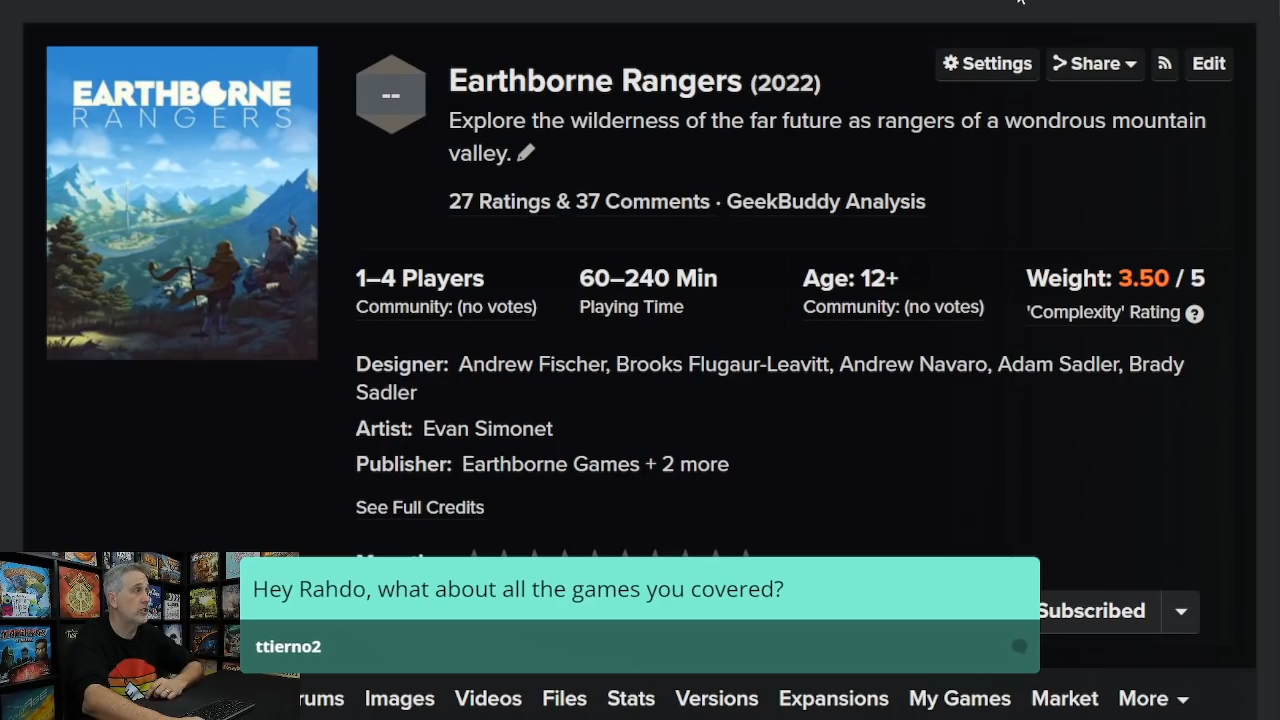 EARTHBORNE
RANGERS
--
Earthborne Rangers (2022)
Settings
Share
Edit
Explore the wilderness of the far future as rangers of a wondrous mountain
valley.
27 Ratings & 37 Comments · GeekBuddy Analysis
1–4 Players
Community: (no votes)
60–240 Min
Playing Time
Age: 12+
Community: (no votes)
Weight: 3.50 / 5
'Complexity' Rating ?
Designer: Andrew Fischer, Brooks Flugaur-Leavitt, Andrew Navaro, Adam Sadler, Brady
Sadler
Artist: Evan Simonet
Publisher: Earthborne Games + 2 more
See Full Credits
Hey Rahdo, what about all the games you covered?
ttierno2
Subscribed
rums Images Videos Files Stats Versions Expansions My Games Market More